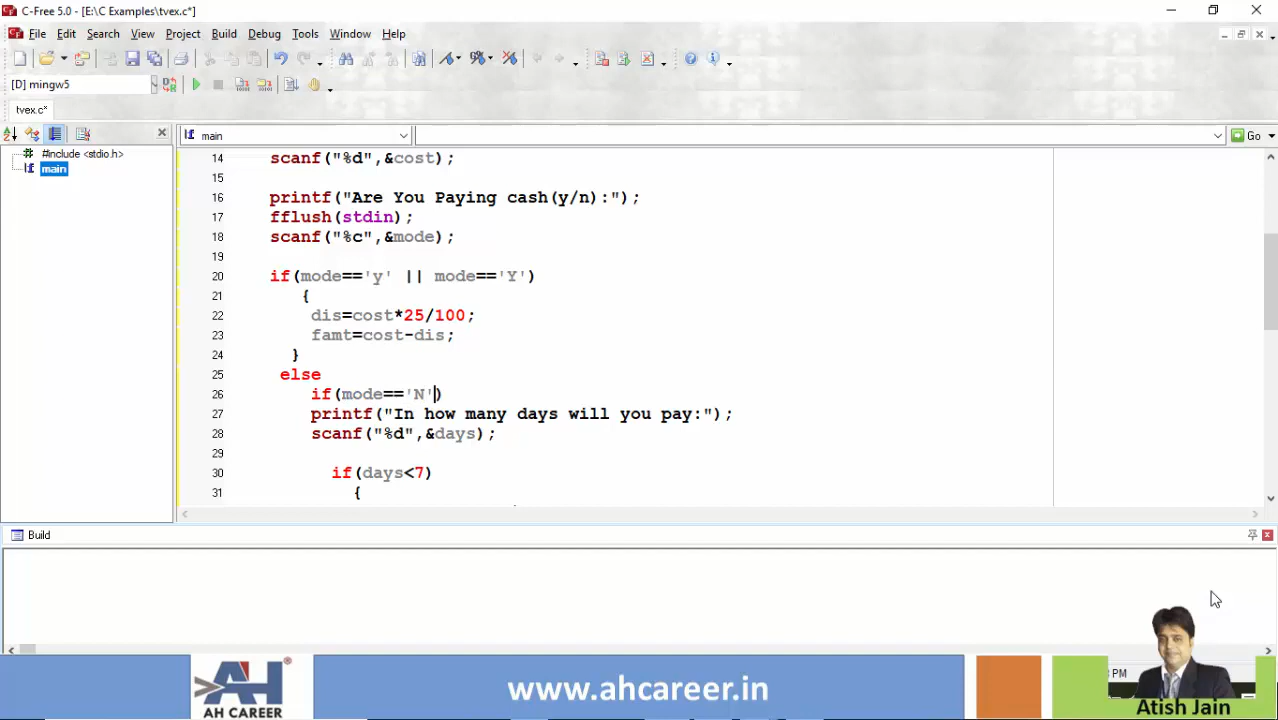 C-Free 5.0 - [E:\C Examples\tvex.c*]
File Edit Search View Project Build Debug Tools Window Help
[D] mingw5
tvex.c*
main
Go
#include <stdio.h>
main
14 scanf("%d",&cost);
15
16 printf("Are You Paying cash(y/n):");
17 fflush(stdin);
18 scanf("%c",&mode);
19
20 if(mode=='y' || mode=='Y')
21 {
22 dis=cost*25/100;
23 famt=cost-dis;
24 }
25 else
26 if(mode=='N')
27 printf("In how many days will you pay:");
28 scanf("%d",&days);
29
30 if(days<7)
31 {
Build
PM
AH
AH CAREER
www.ahcareer.in
Atish Jain